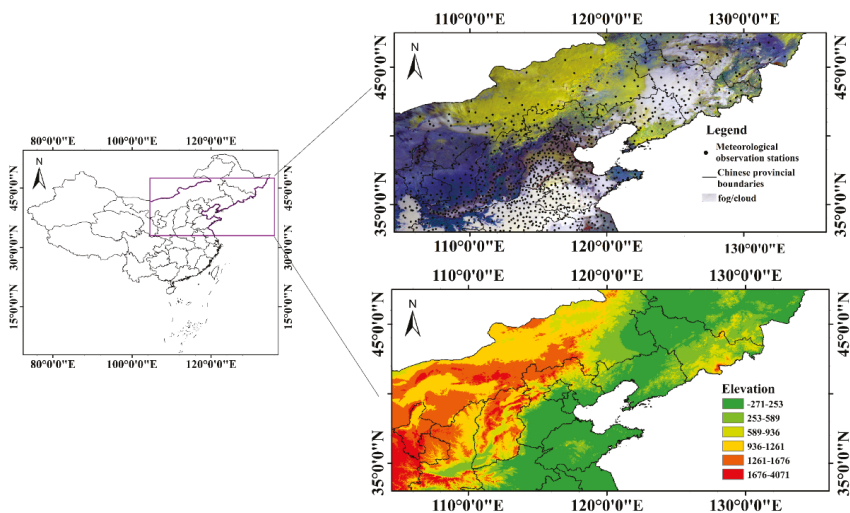 80°0'0"E 100°0'0"E 120°0'0"E
N
45°0'0"N
30°0'0"N
15°0'0"N
45°0'0"N
30°0'0"N
15°0'0"N
80°0'0"E 100°0'0"E 120°0'0"E
110°0'0"E 120°0'0"E 130°0'0"E
N
45°0'0"N
35°0'0"N
45°0'0"N
35°0'0"N
Legend
Meteorological
observation stations
Chinese provincial
boundaries
fog/cloud
110°0'0"E 120°0'0"E 130°0'0"E
110°0'0"E 120°0'0"E 130°0'0"E
N
45°0'0"N
35°0'0"N
45°0'0"N
35°0'0"N
Elevation
-271-253
253-589
589-936
936-1261
1261-1676
1676-4071
110°0'0"E 120°0'0"E 130°0'0"E